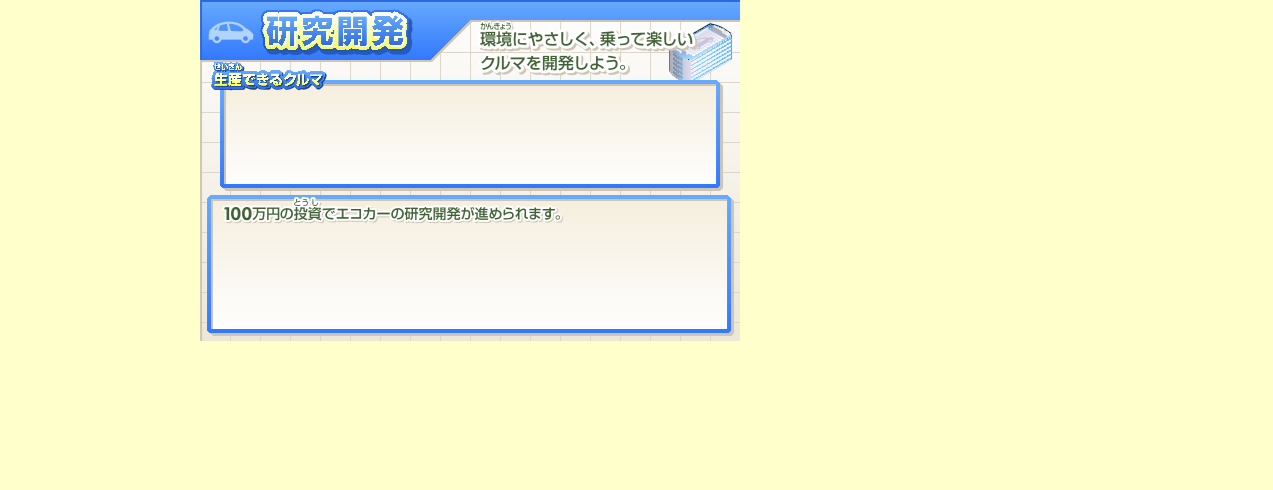 研究開発
かんきょう
環境にやさしく、乗って楽しい
クルマを開発しよう。
せいさん
生産できるクルマ
とうし
100万円の投資でエコカーの研究開発が進められます。